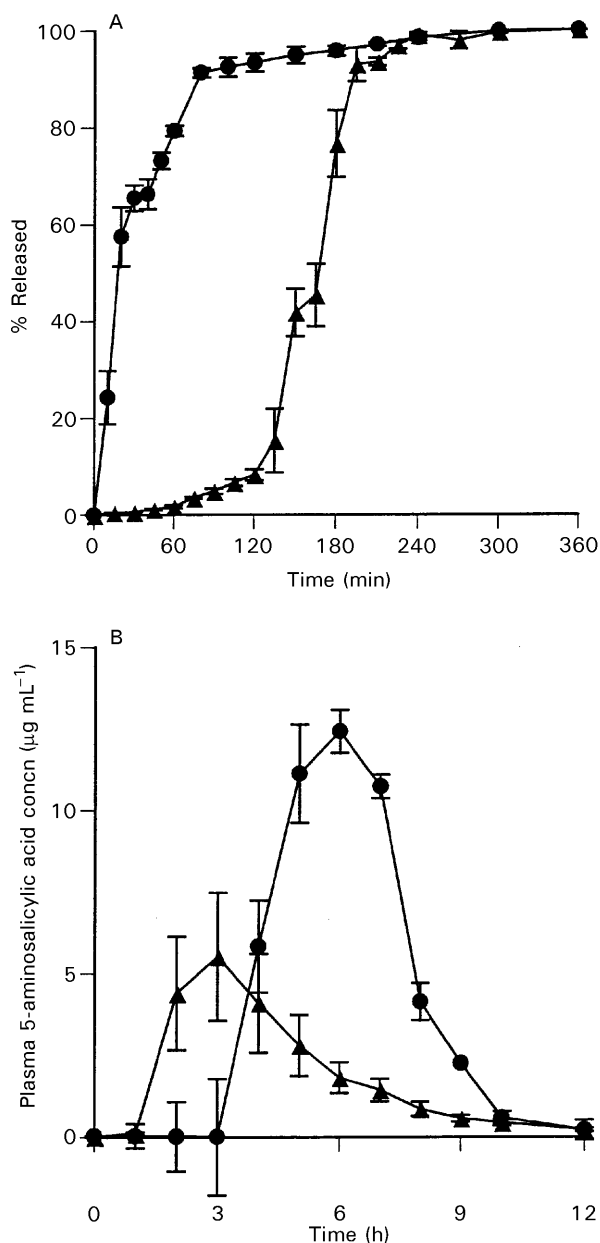 A
100
80
60
40
20
0
% Released
0 60 120 180 240 300 360
Time (min)
B
15
10
5
0
Plasma 5-aminosalicylic acid concn (μg mL⁻¹)
0 3 6 9 12
Time (h)